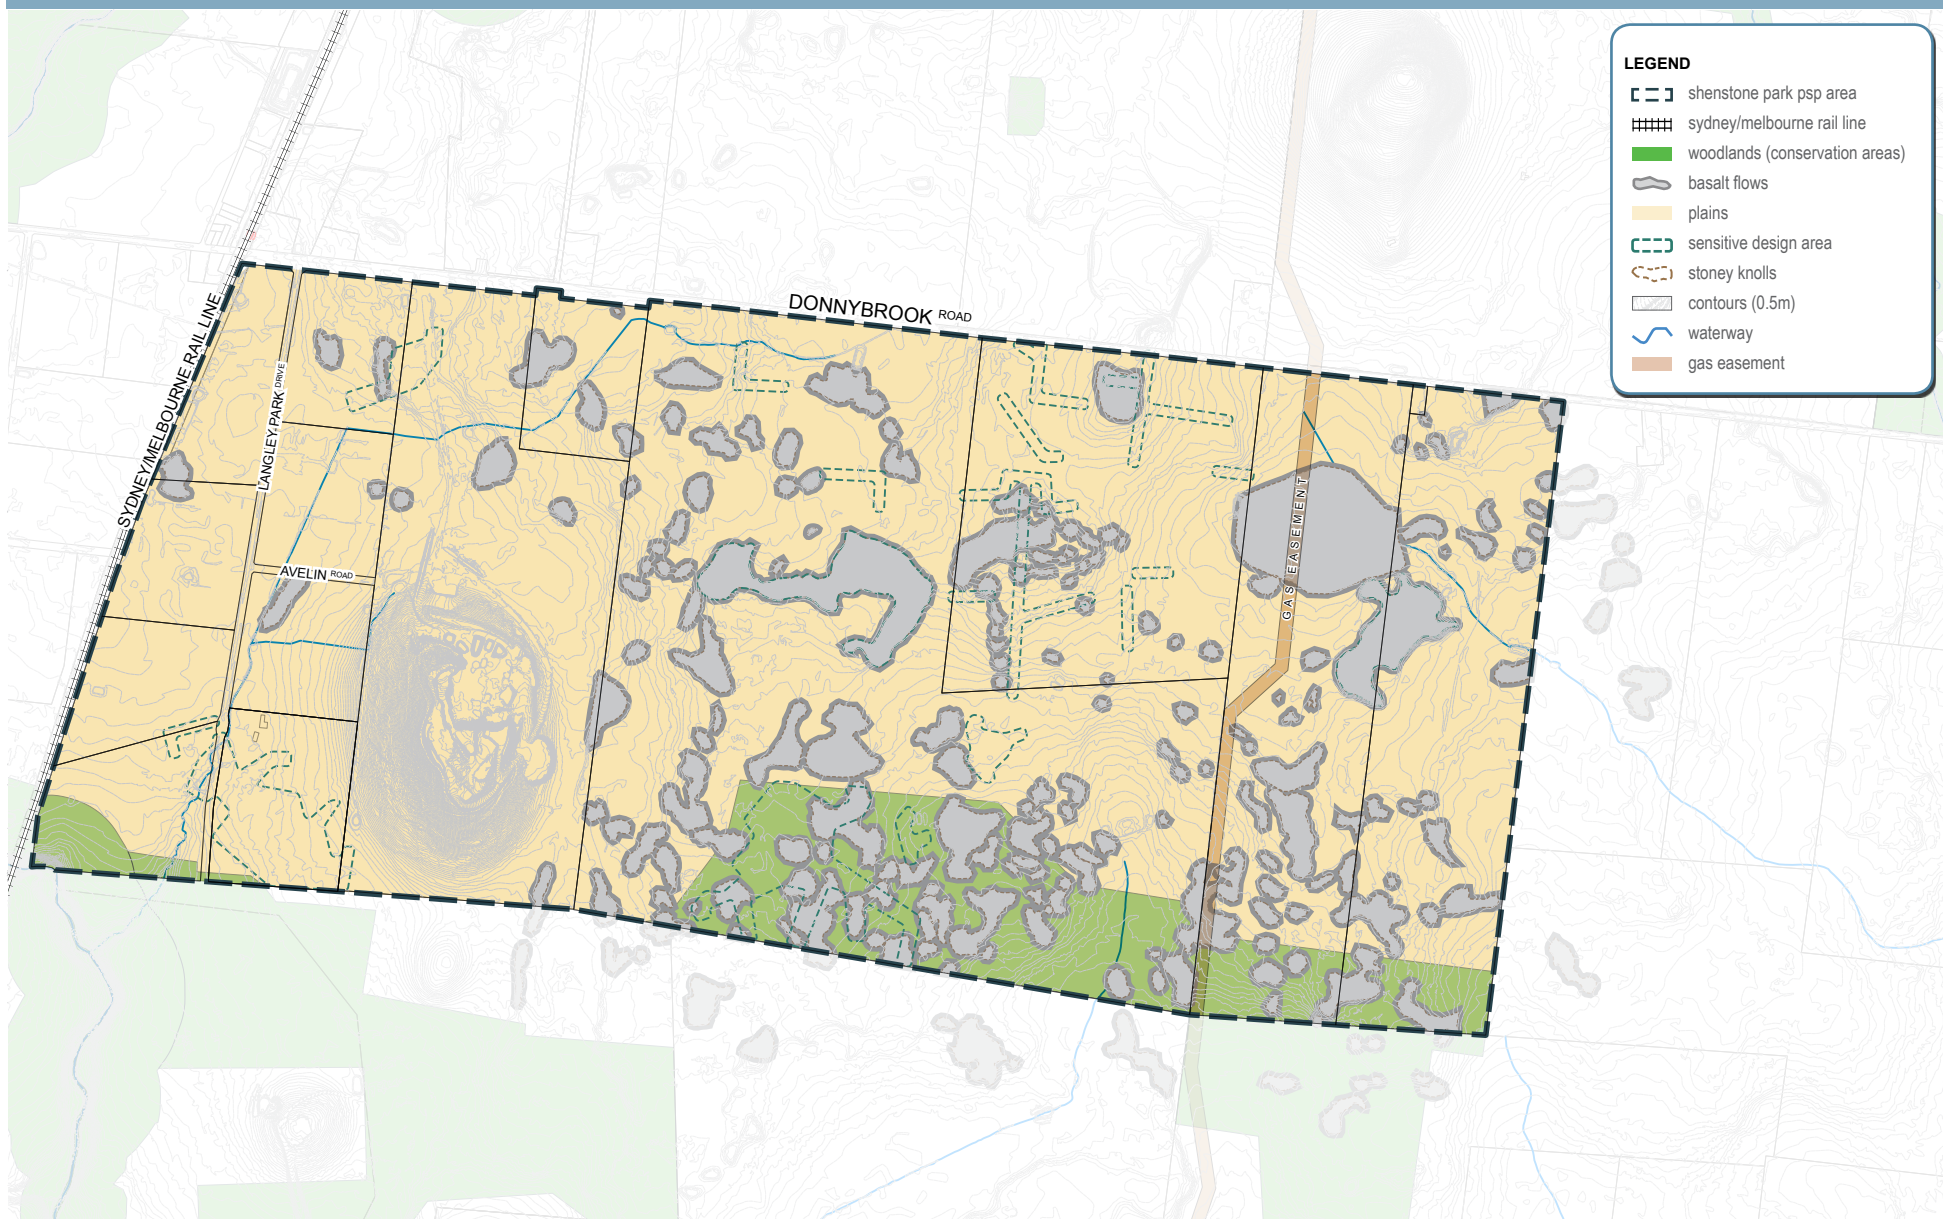 LEGEND
shenstone park psp area
sydney/melbourne rail line
woodlands (conservation areas)
basalt flows
plains
sensitive design area
stoney knolls
contours (0.5m)
waterway
gas easement
DONNYBROOK ROAD
SYDNEY/MELBOURNE RAIL LINE
LANGLEY PARK DRIVE
AVELIN ROAD
GAS EASEMENT